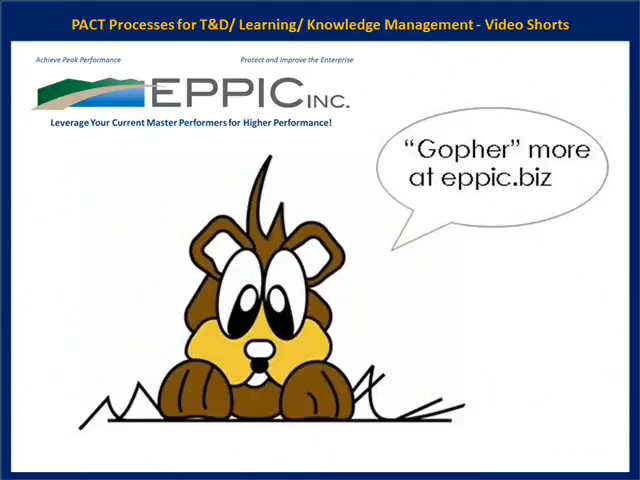 PACT Processes for T&D/ Learning/ Knowledge Management - Video Shorts
Achieve Peak Performance
Protect and Improve the Enterprise
EPPIC INC.
Leverage Your Current Master Performers for Higher Performance!
“Gopher” more
at eppic.biz